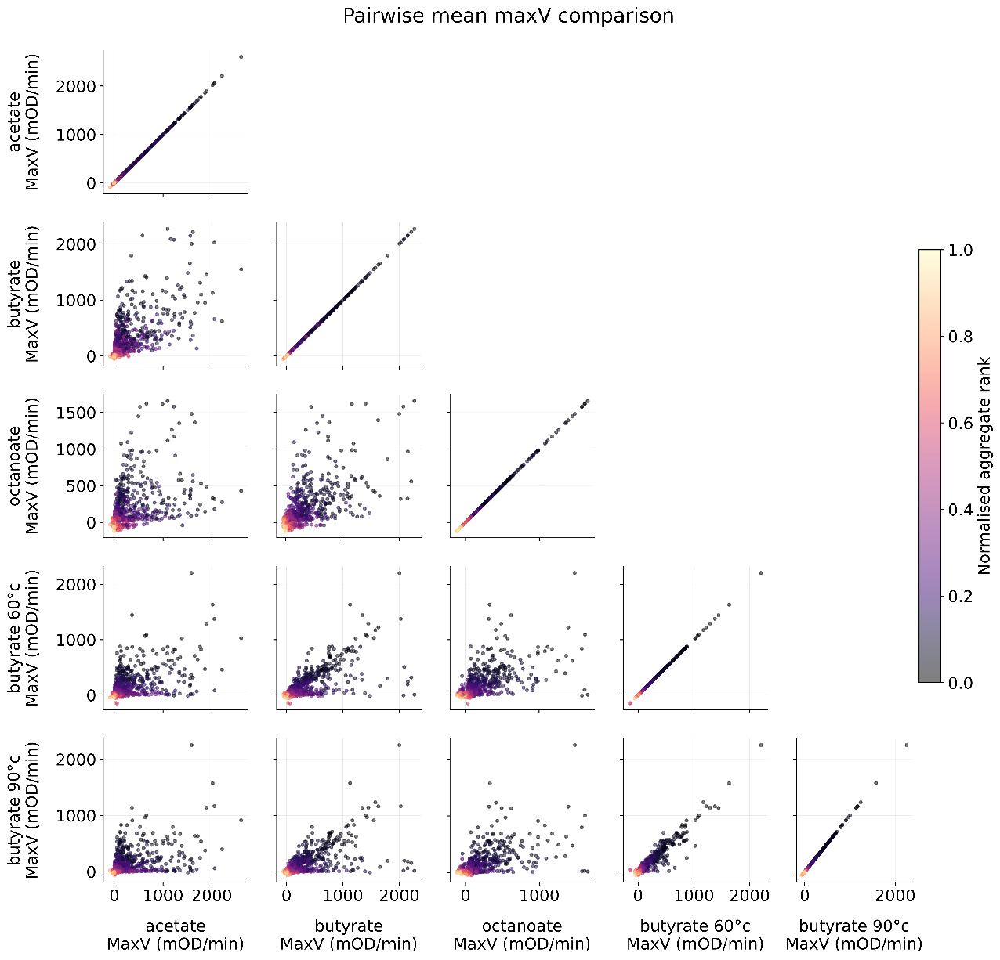 Pairwise mean maxV comparison
acetate
MaxV (mOD/min)
2000
1000
0
butyrate
MaxV (mOD/min)
2000
1000
0
octanoate
MaxV (mOD/min)
1500
1000
500
0
butyrate 60°c
MaxV (mOD/min)
2000
1000
0
butyrate 90°c
MaxV (mOD/min)
2000
1000
0
0 1000 2000
0 1000 2000
0 1000
0 1000 2000
0 2000
acetate
MaxV (mOD/min)
butyrate
MaxV (mOD/min)
octanoate
MaxV (mOD/min)
butyrate 60°c
MaxV (mOD/min)
butyrate 90°c
MaxV (mOD/min)
1.0
0.8
0.6
0.4
0.2
0.0
Normalised aggregate rank